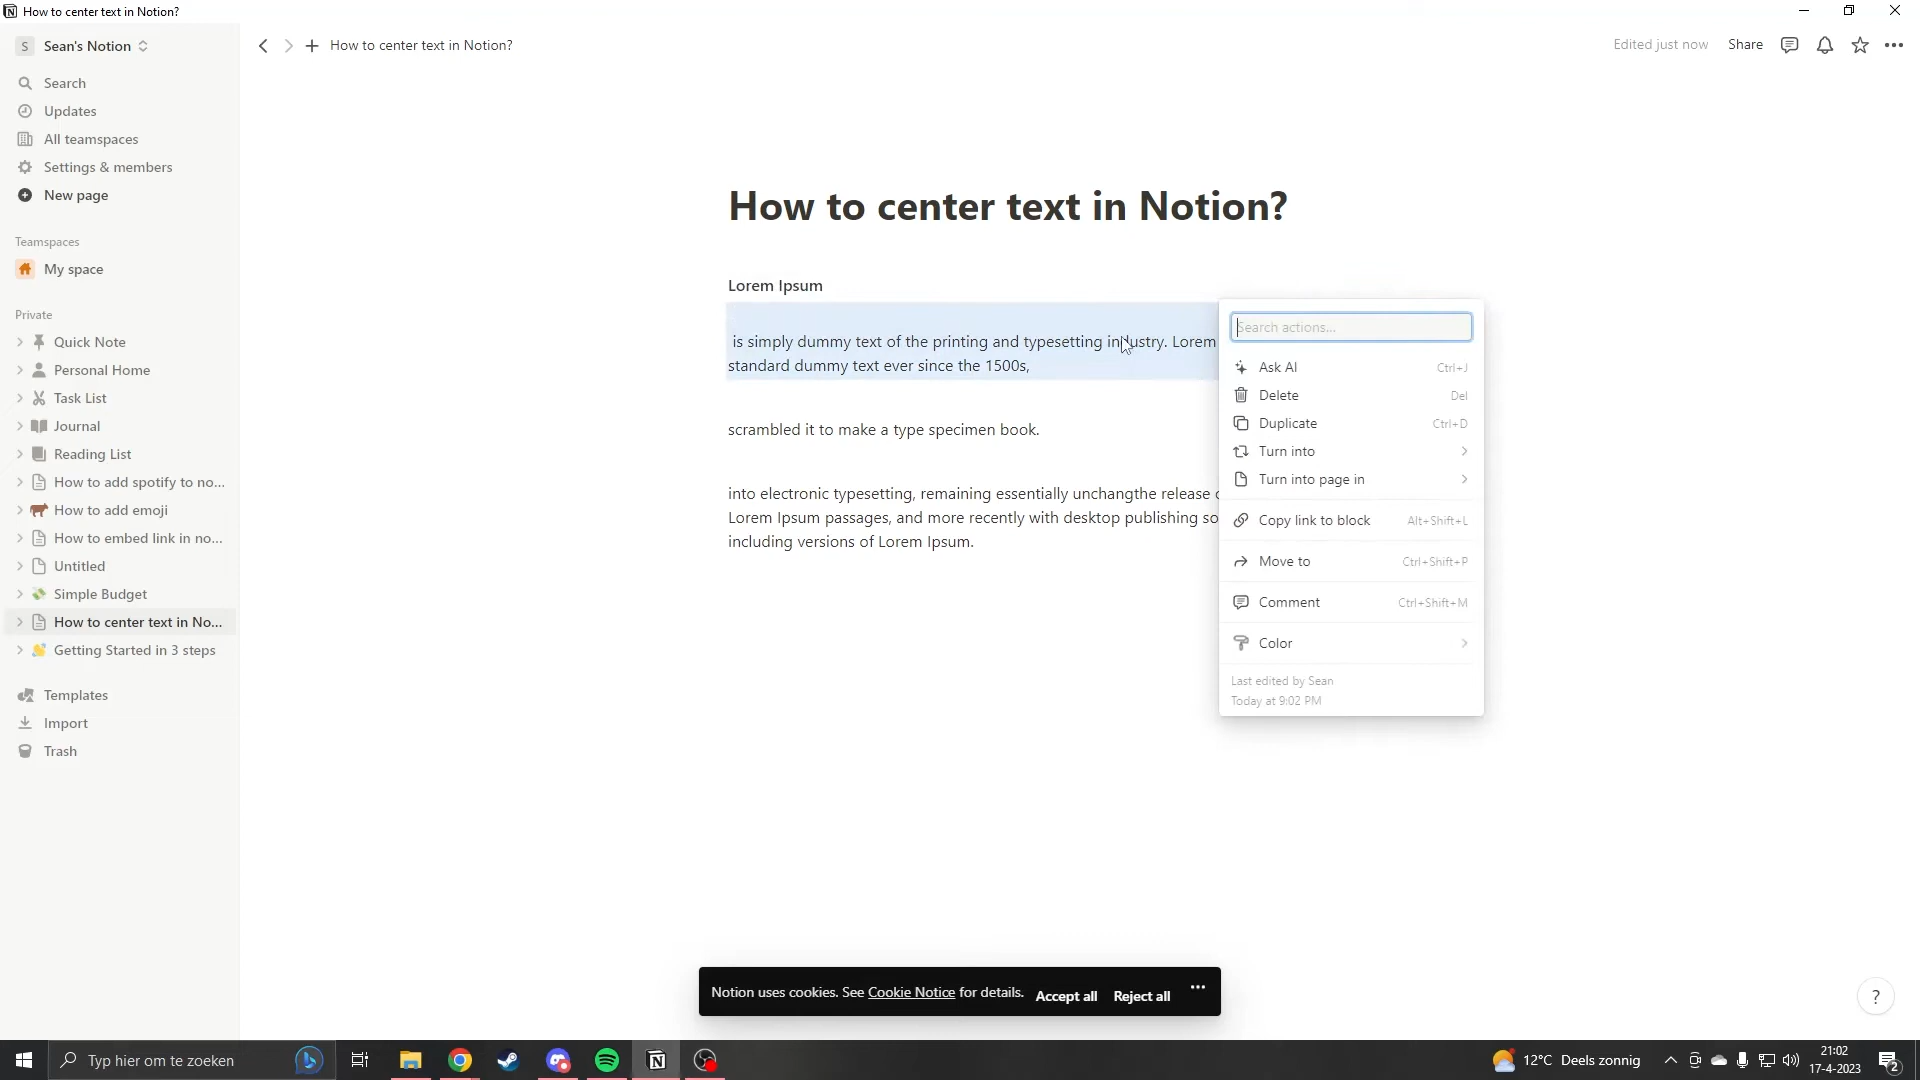 How to center text in Notion?
S Sean's Notion
Search
Updates
All teamspaces
Settings & members
New page
Teamspaces
My space
Private
Quick Note
Personal Home
Task List
Journal
Reading List
How to add spotify to no...
How to add emoji
How to embed link in no...
Untitled
Simple Budget
How to center text in No...
Getting Started in 3 steps
Templates
Import
Trash
How to center text in Notion?
Edited just now
Share
How to center text in Notion?
Lorem Ipsum
is simply dummy text of the printing and typesetting industry. Lorem
standard dummy text ever since the 1500s,
scrambled it to make a type specimen book.
into electronic typesetting, remaining essentially unchangthe release
Lorem Ipsum passages, and more recently with desktop publishing so
including versions of Lorem Ipsum.
Search actions...
Ask AI Ctrl+J
Delete Del
Duplicate Ctrl+D
Turn into
Turn into page in
Copy link to block Alt+Shift+L
Move to Ctrl+Shift+P
Comment Ctrl+Shift+M
Color
Last edited by Sean
Today at 9:02 PM
Notion uses cookies. See Cookie Notice for details. Accept all Reject all
?
Typ hier om te zoeken
12°C Deels zonnig
21:02
17-4-2023
2